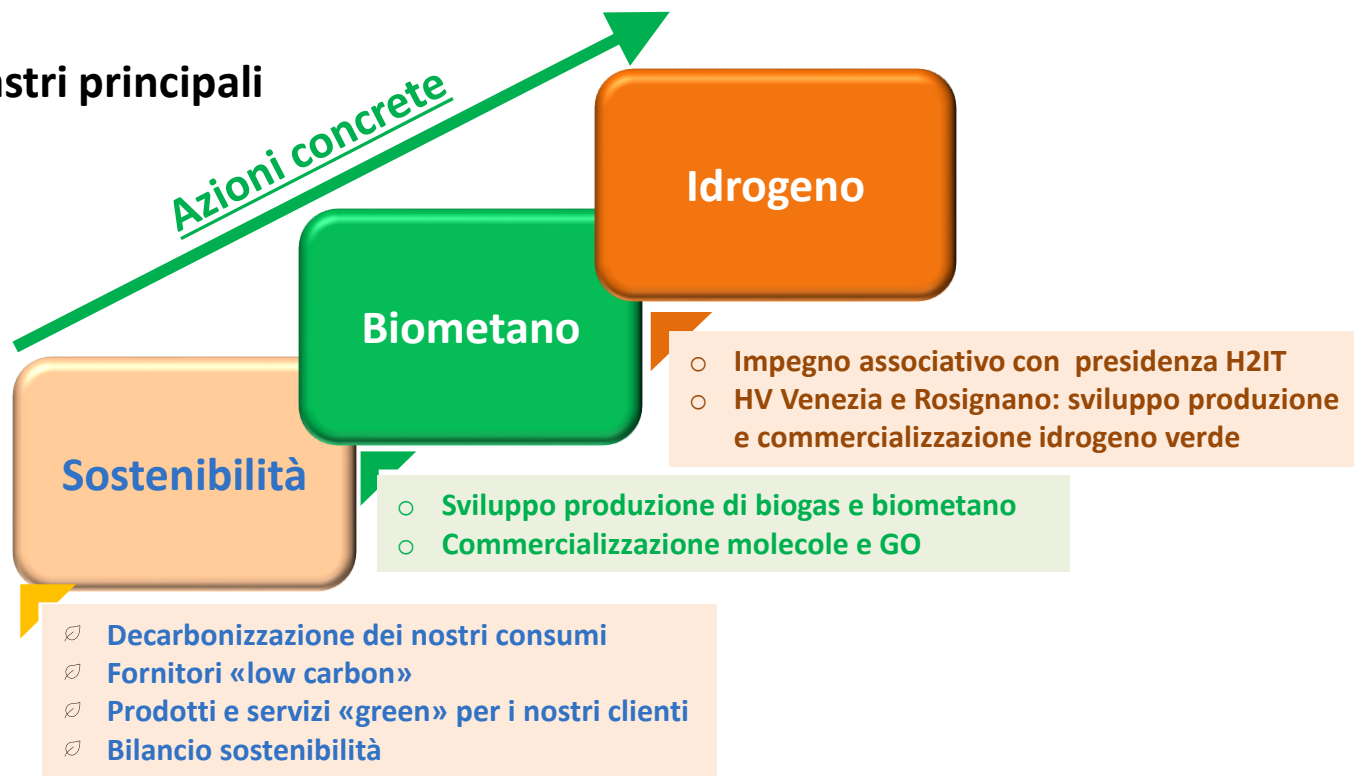 stri principali
Azioni concrete
Idrogeno
Biometano
Sostenibilità
o Impegno associativo con presidenza H2IT
o HV Venezia e Rosignano: sviluppo produzione
e commercializzazione idrogeno verde
o Sviluppo produzione di biogas e biometano
o Commercializzazione molecole e GO
Decarbonizzazione dei nostri consumi
Fornitori «low carbon»
Prodotti e servizi «green» per i nostri clienti
Bilancio sostenibilità